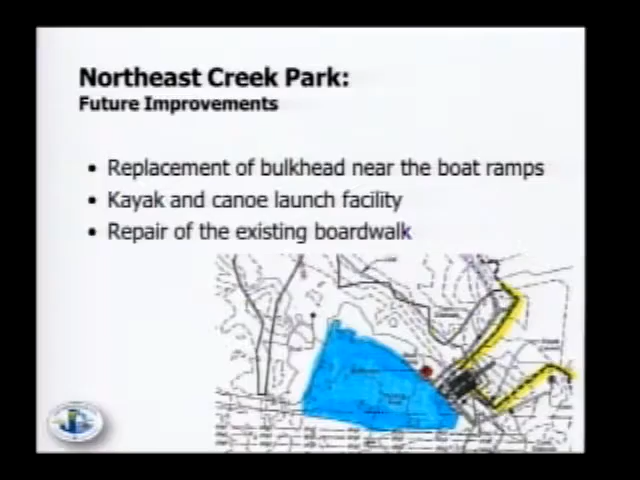 Northeast Creek Park:
Future Improvements
• Replacement of bulkhead near the boat ramps
• Kayak and canoe launch facility
• Repair of the existing boardwalk